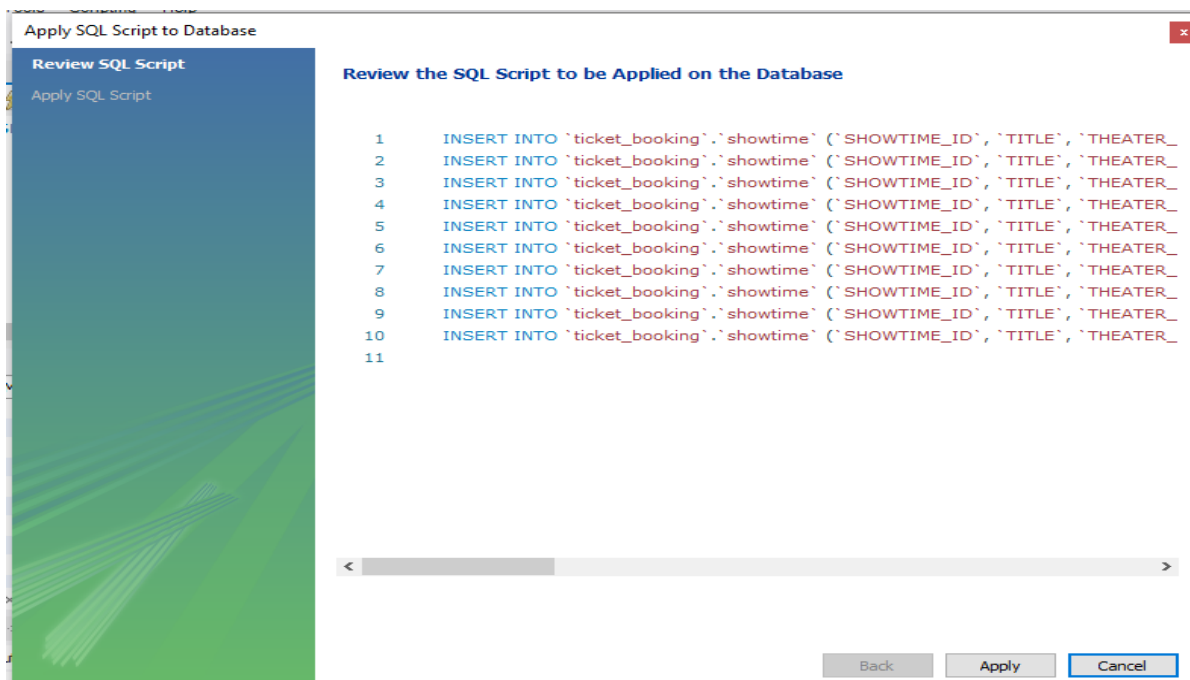 Apply SQL Script to Database
Review SQL Script
Apply SQL Script
Review the SQL Script to be Applied on the Database
1 INSERT INTO `ticket_booking`.`showtime` (`SHOWTIME_ID`, `TITLE`, `THEATER_
2 INSERT INTO `ticket_booking`.`showtime` (`SHOWTIME_ID`, `TITLE`, `THEATER_
3 INSERT INTO `ticket_booking`.`showtime` (`SHOWTIME_ID`, `TITLE`, `THEATER_
4 INSERT INTO `ticket_booking`.`showtime` (`SHOWTIME_ID`, `TITLE`, `THEATER_
5 INSERT INTO `ticket_booking`.`showtime` (`SHOWTIME_ID`, `TITLE`, `THEATER_
6 INSERT INTO `ticket_booking`.`showtime` (`SHOWTIME_ID`, `TITLE`, `THEATER_
7 INSERT INTO `ticket_booking`.`showtime` (`SHOWTIME_ID`, `TITLE`, `THEATER_
8 INSERT INTO `ticket_booking`.`showtime` (`SHOWTIME_ID`, `TITLE`, `THEATER_
9 INSERT INTO `ticket_booking`.`showtime` (`SHOWTIME_ID`, `TITLE`, `THEATER_
10 INSERT INTO `ticket_booking`.`showtime` (`SHOWTIME_ID`, `TITLE`, `THEATER_
11
Back Apply Cancel